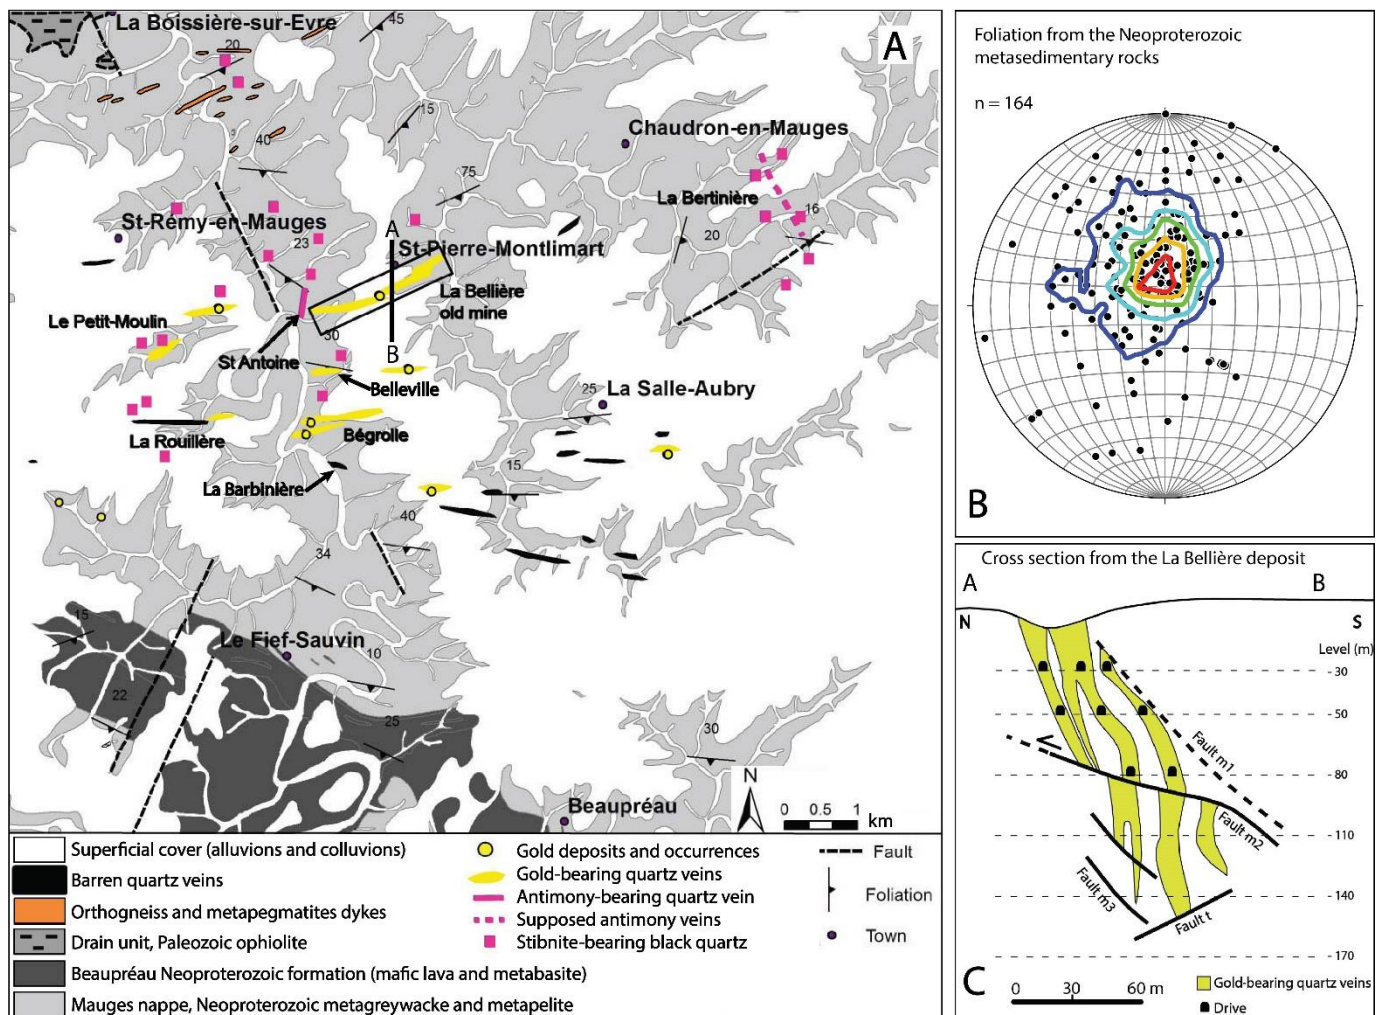 La Boissière-sur-Evre
45
A
20
15
40
Chaudron-en-Mauges
75
La Bertinière
16
St-Rémy-en-Mauges
A
23
St-Pierre-Montlimart
20
La Bellière
old mine
Le Petit-Moulin
30
St Antoine
B
Belleville
La Salle-Aubry
25
La Rouillère
Bégrolle
15
La Barbinière
40
34
15
Le Fief-Sauvin
10
22
25
30
N
Beaupréau
0 0.5 1
km
Superficial cover (alluvions and colluvions)
Barren quartz veins
Orthogneiss and metapegmatites dykes
Drain unit, Paleozoic ophiolite
Beaupréau Neoproterozoic formation (mafic lava and metabasite)
Mauges nappe, Neoproterozoic metagreywacke and metapelite
Gold deposits and occurrences
Gold-bearing quartz veins
Antimony-bearing quartz vein
Supposed antimony veins
Stibnite-bearing black quartz
Fault
Foliation
Town
Foliation from the Neoproterozoic
metasedimentary rocks
n = 164
B
Cross section from the La Bellière deposit
A B
N S
Level (m)
- 30
- 50
Fault m1
- 80
Fault m2
- 110
Fault m3
- 140
Fault t
- 170
C
0 30 60 m
Gold-bearing quartz veins
Drive